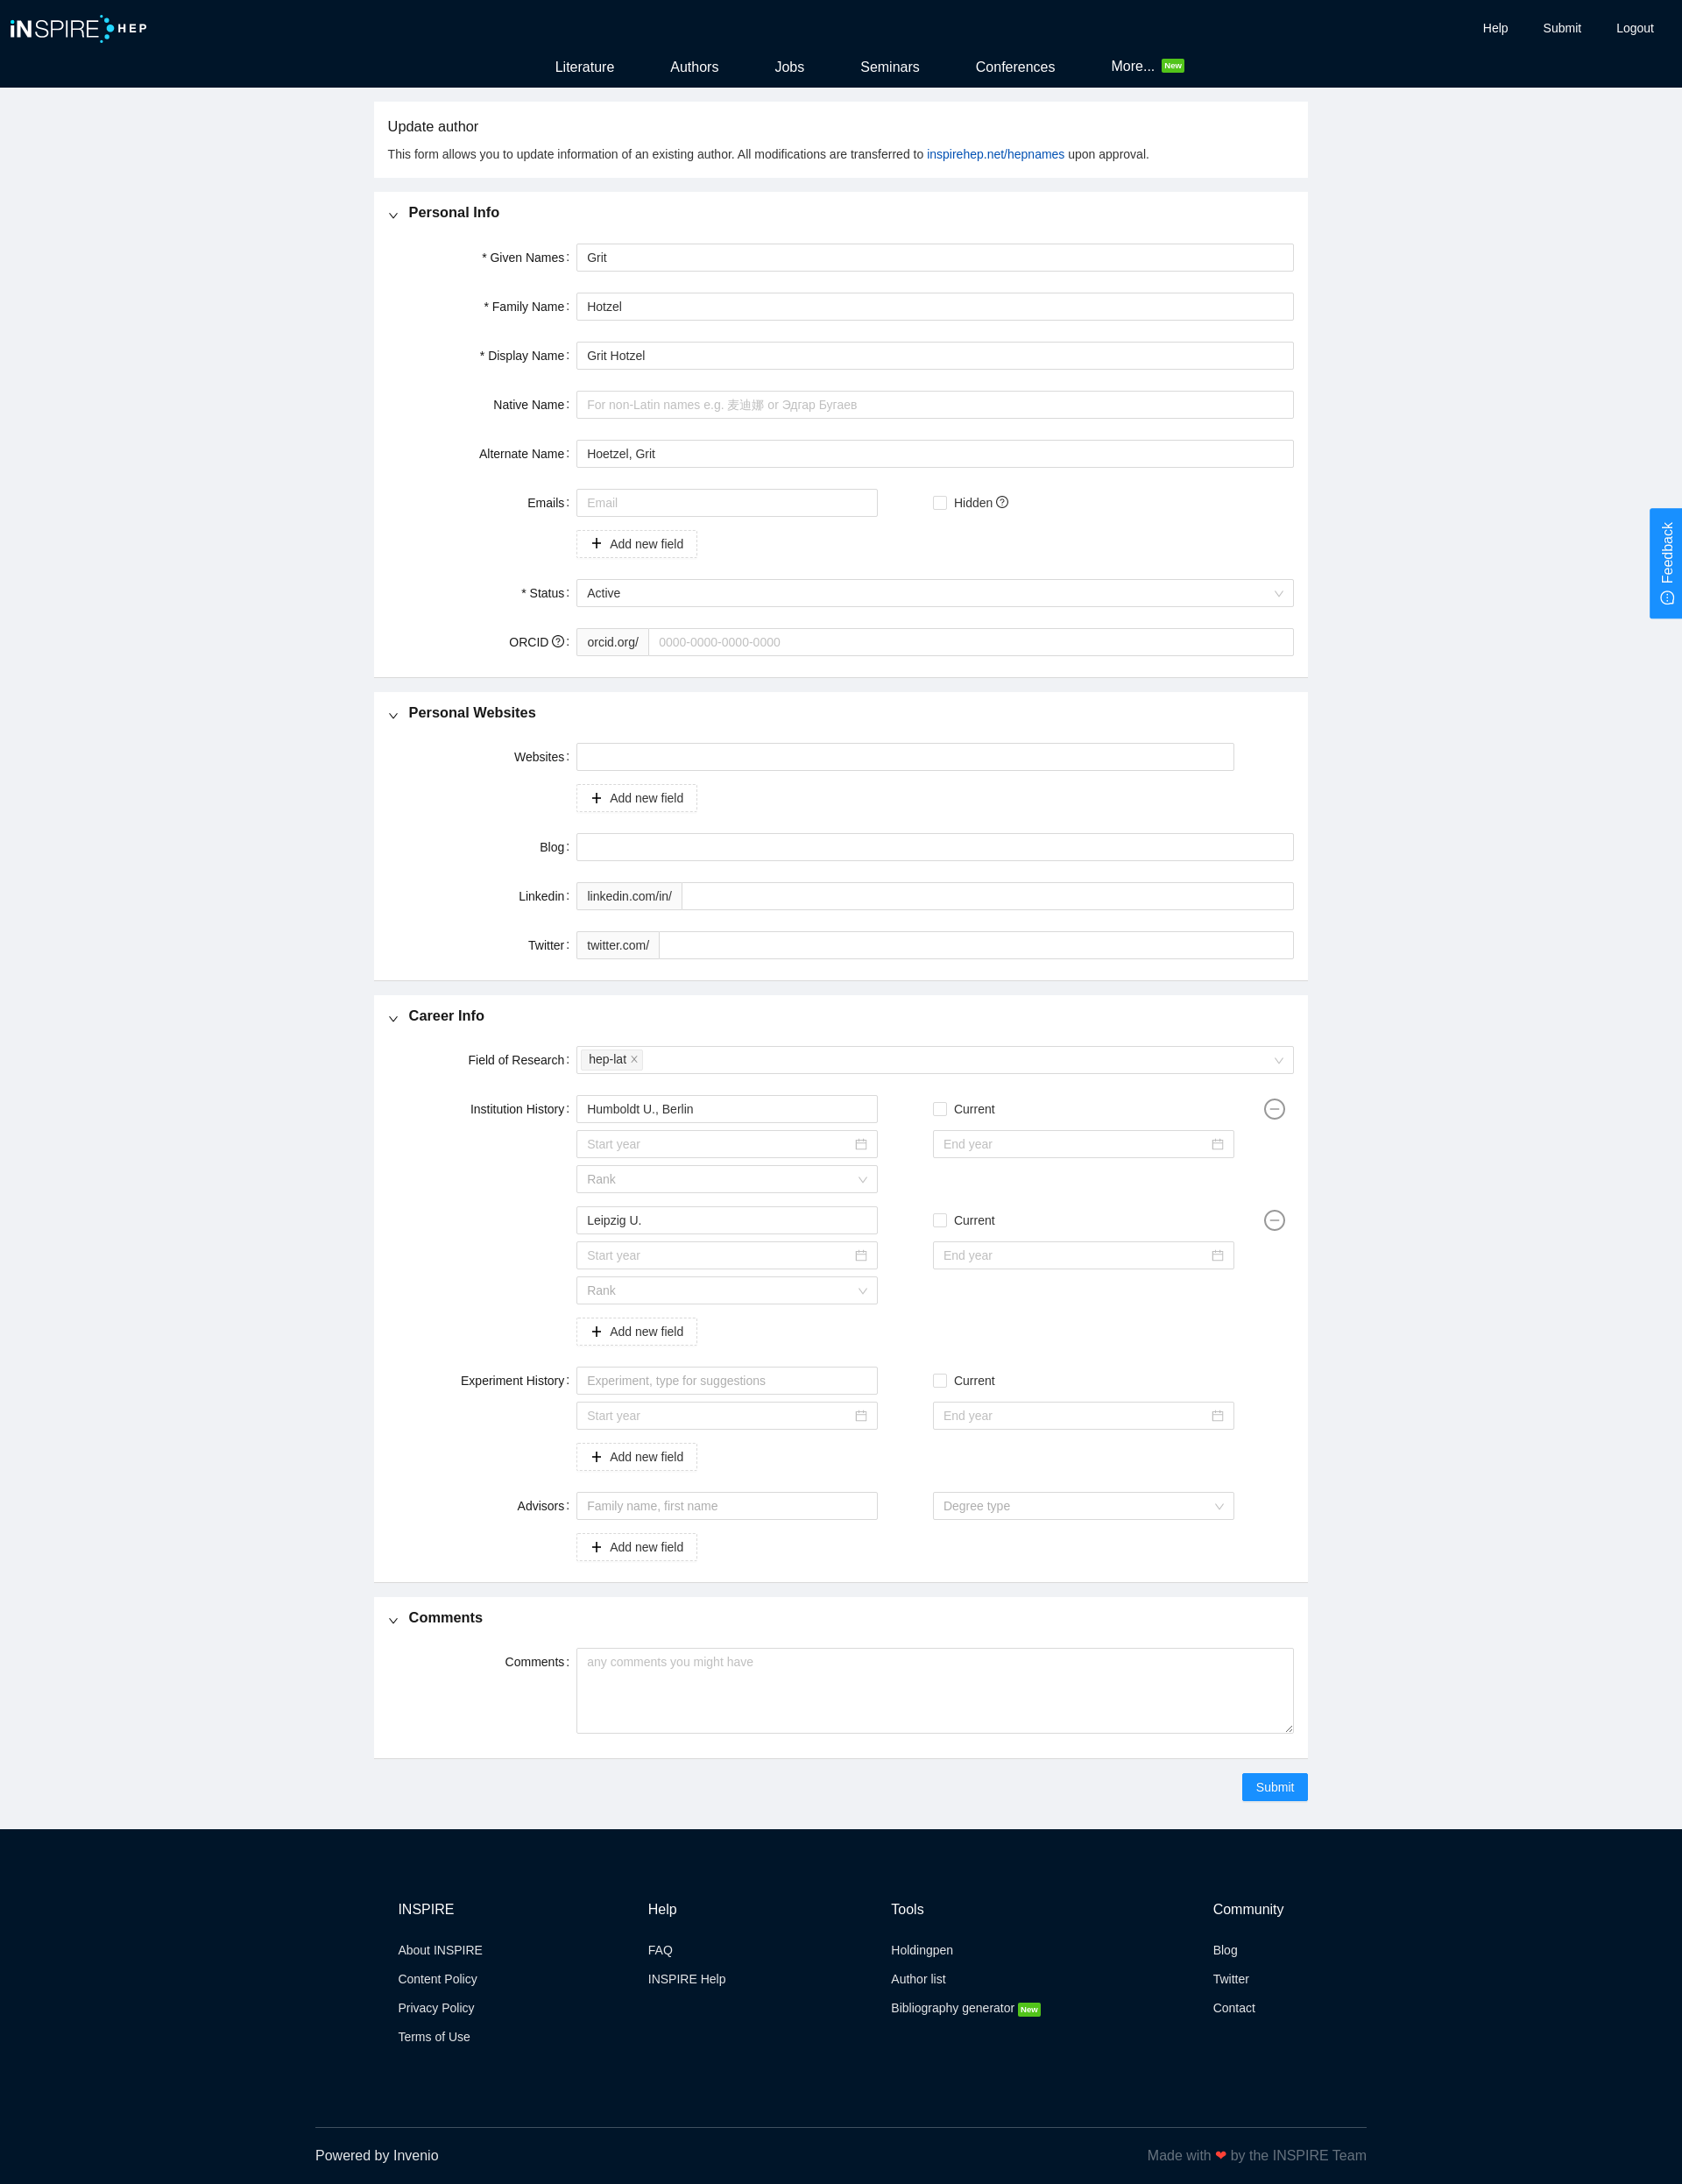 iNSPIRE HEP
Help Submit Logout
Literature Authors Jobs Seminars Conferences More... New
Update author
This form allows you to update information of an existing author. All modifications are transferred to inspirehep.net/hepnames upon approval.
Personal Info
* Given Names: Grit
* Family Name: Hotzel
* Display Name: Grit Hotzel
Native Name: For non-Latin names e.g. 麦迪娜 or Эдгар Бугаев
Alternate Name: Hoetzel, Grit
Emails: Email Hidden
Add new field
* Status: Active
ORCID: orcid.org/ 0000-0000-0000-0000
Feedback
Personal Websites
Websites:
Add new field
Blog:
Linkedin: linkedin.com/in/
Twitter: twitter.com/
Career Info
Field of Research: hep-lat
Institution History: Humboldt U., Berlin Current
Start year End year
Rank
Leipzig U. Current
Start year End year
Rank
Add new field
Experiment History: Experiment, type for suggestions Current
Start year End year
Add new field
Advisors: Family name, first name Degree type
Add new field
Comments
Comments: any comments you might have
Submit
INSPIRE Help Tools Community
About INSPIRE FAQ Holdingpen Blog
Content Policy INSPIRE Help Author list Twitter
Privacy Policy Bibliography generator New Contact
Terms of Use
Powered by Invenio Made with ❤ by the INSPIRE Team